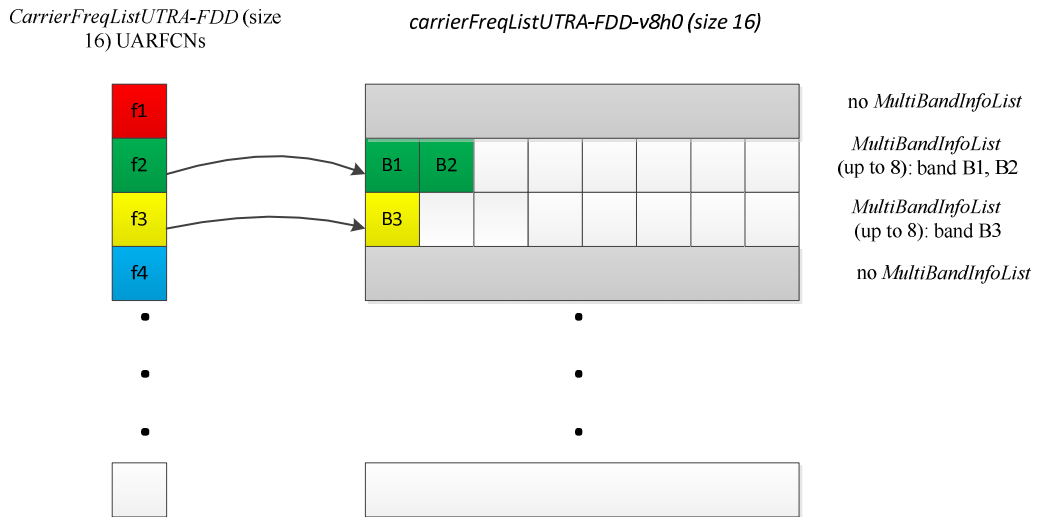 CarrierFreqListUTRA-FDD (size
16) UARFCNs
carrierFreqListUTRA-FDD-v8h0 (size 16)
f1
no MultiBandInfoList
f2
B1 B2
MultiBandInfoList
(up to 8): band B1, B2
f3
B3
MultiBandInfoList
(up to 8): band B3
f4
no MultiBandInfoList